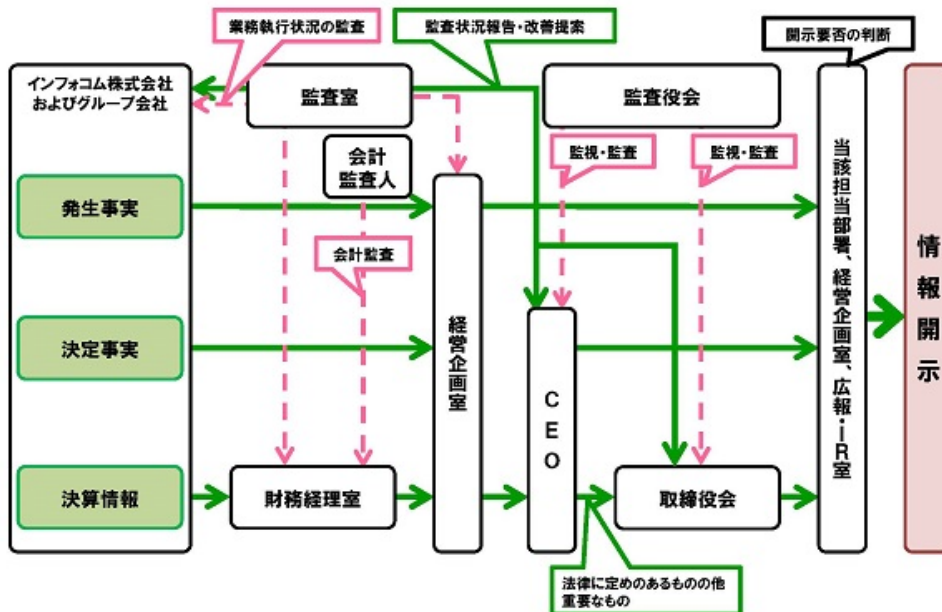 業務執行状況の監査
監査状況報告・改善提案
開示要否の判断
インフォコム株式会社
およびグループ会社
監査室
監査役会
会計
監査人
監視・監査
監視・監査
発生事実
会計監査
決定事実
経営企画室
CEO
決算情報
財務経理室
取締役会
当該担当部署、経営企画室、広報・IR室
情報開示
法律に定めのあるものの他
重要なもの